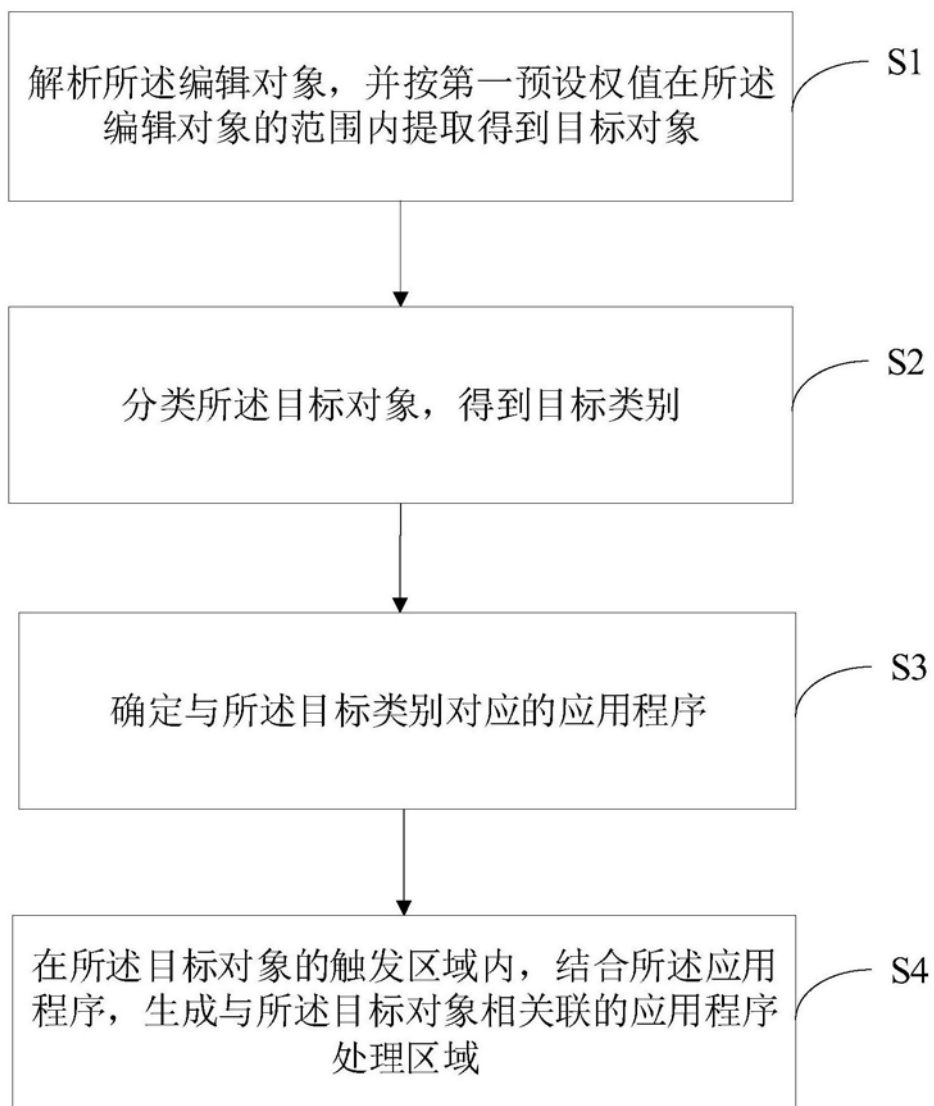 解析所述编辑对象，并按第一预设权值在所述
编辑对象的范围内提取得到目标对象
S1
分类所述目标对象，得到目标类别
S2
确定与所述目标类别对应的应用程序
S3
在所述目标对象的触发区域内，结合所述应用
程序，生成与所述目标对象相关联的应用程序
处理区域
S4